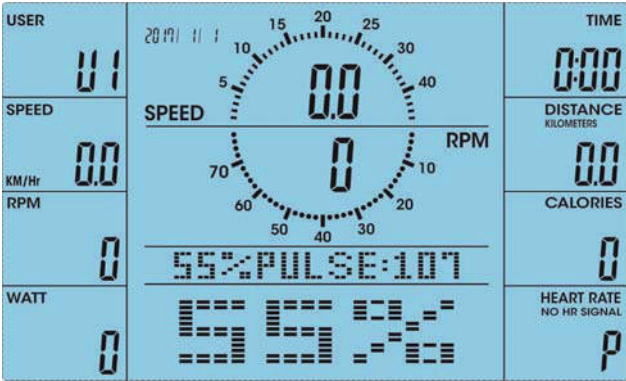 USER
U1
SPEED
0.0
KM/Hr
RPM
0
WATT
0
2017/ 1/ 1
5 10 15 20 25 30 40
0.0
SPEED
RPM
0
70 60 50 40 30 20 10
55%PULSE:107
55%
TIME
0:00
DISTANCE
KILOMETERS
0.0
CALORIES
0
HEART RATE
NO HR SIGNAL
P